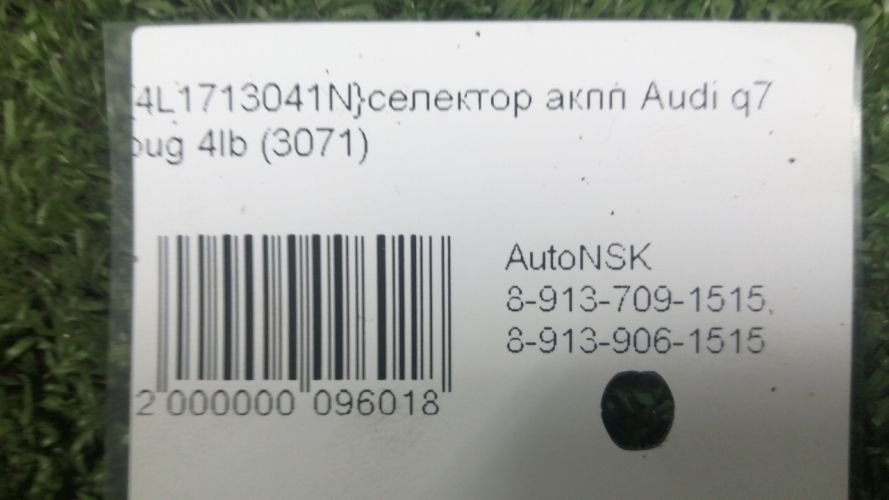 {4L1713041N}селектор акпп Audi q7
bug 4lb (3071)
AutoNSK
8-913-709-1515,
8-913-906-1515
2 000000 096018